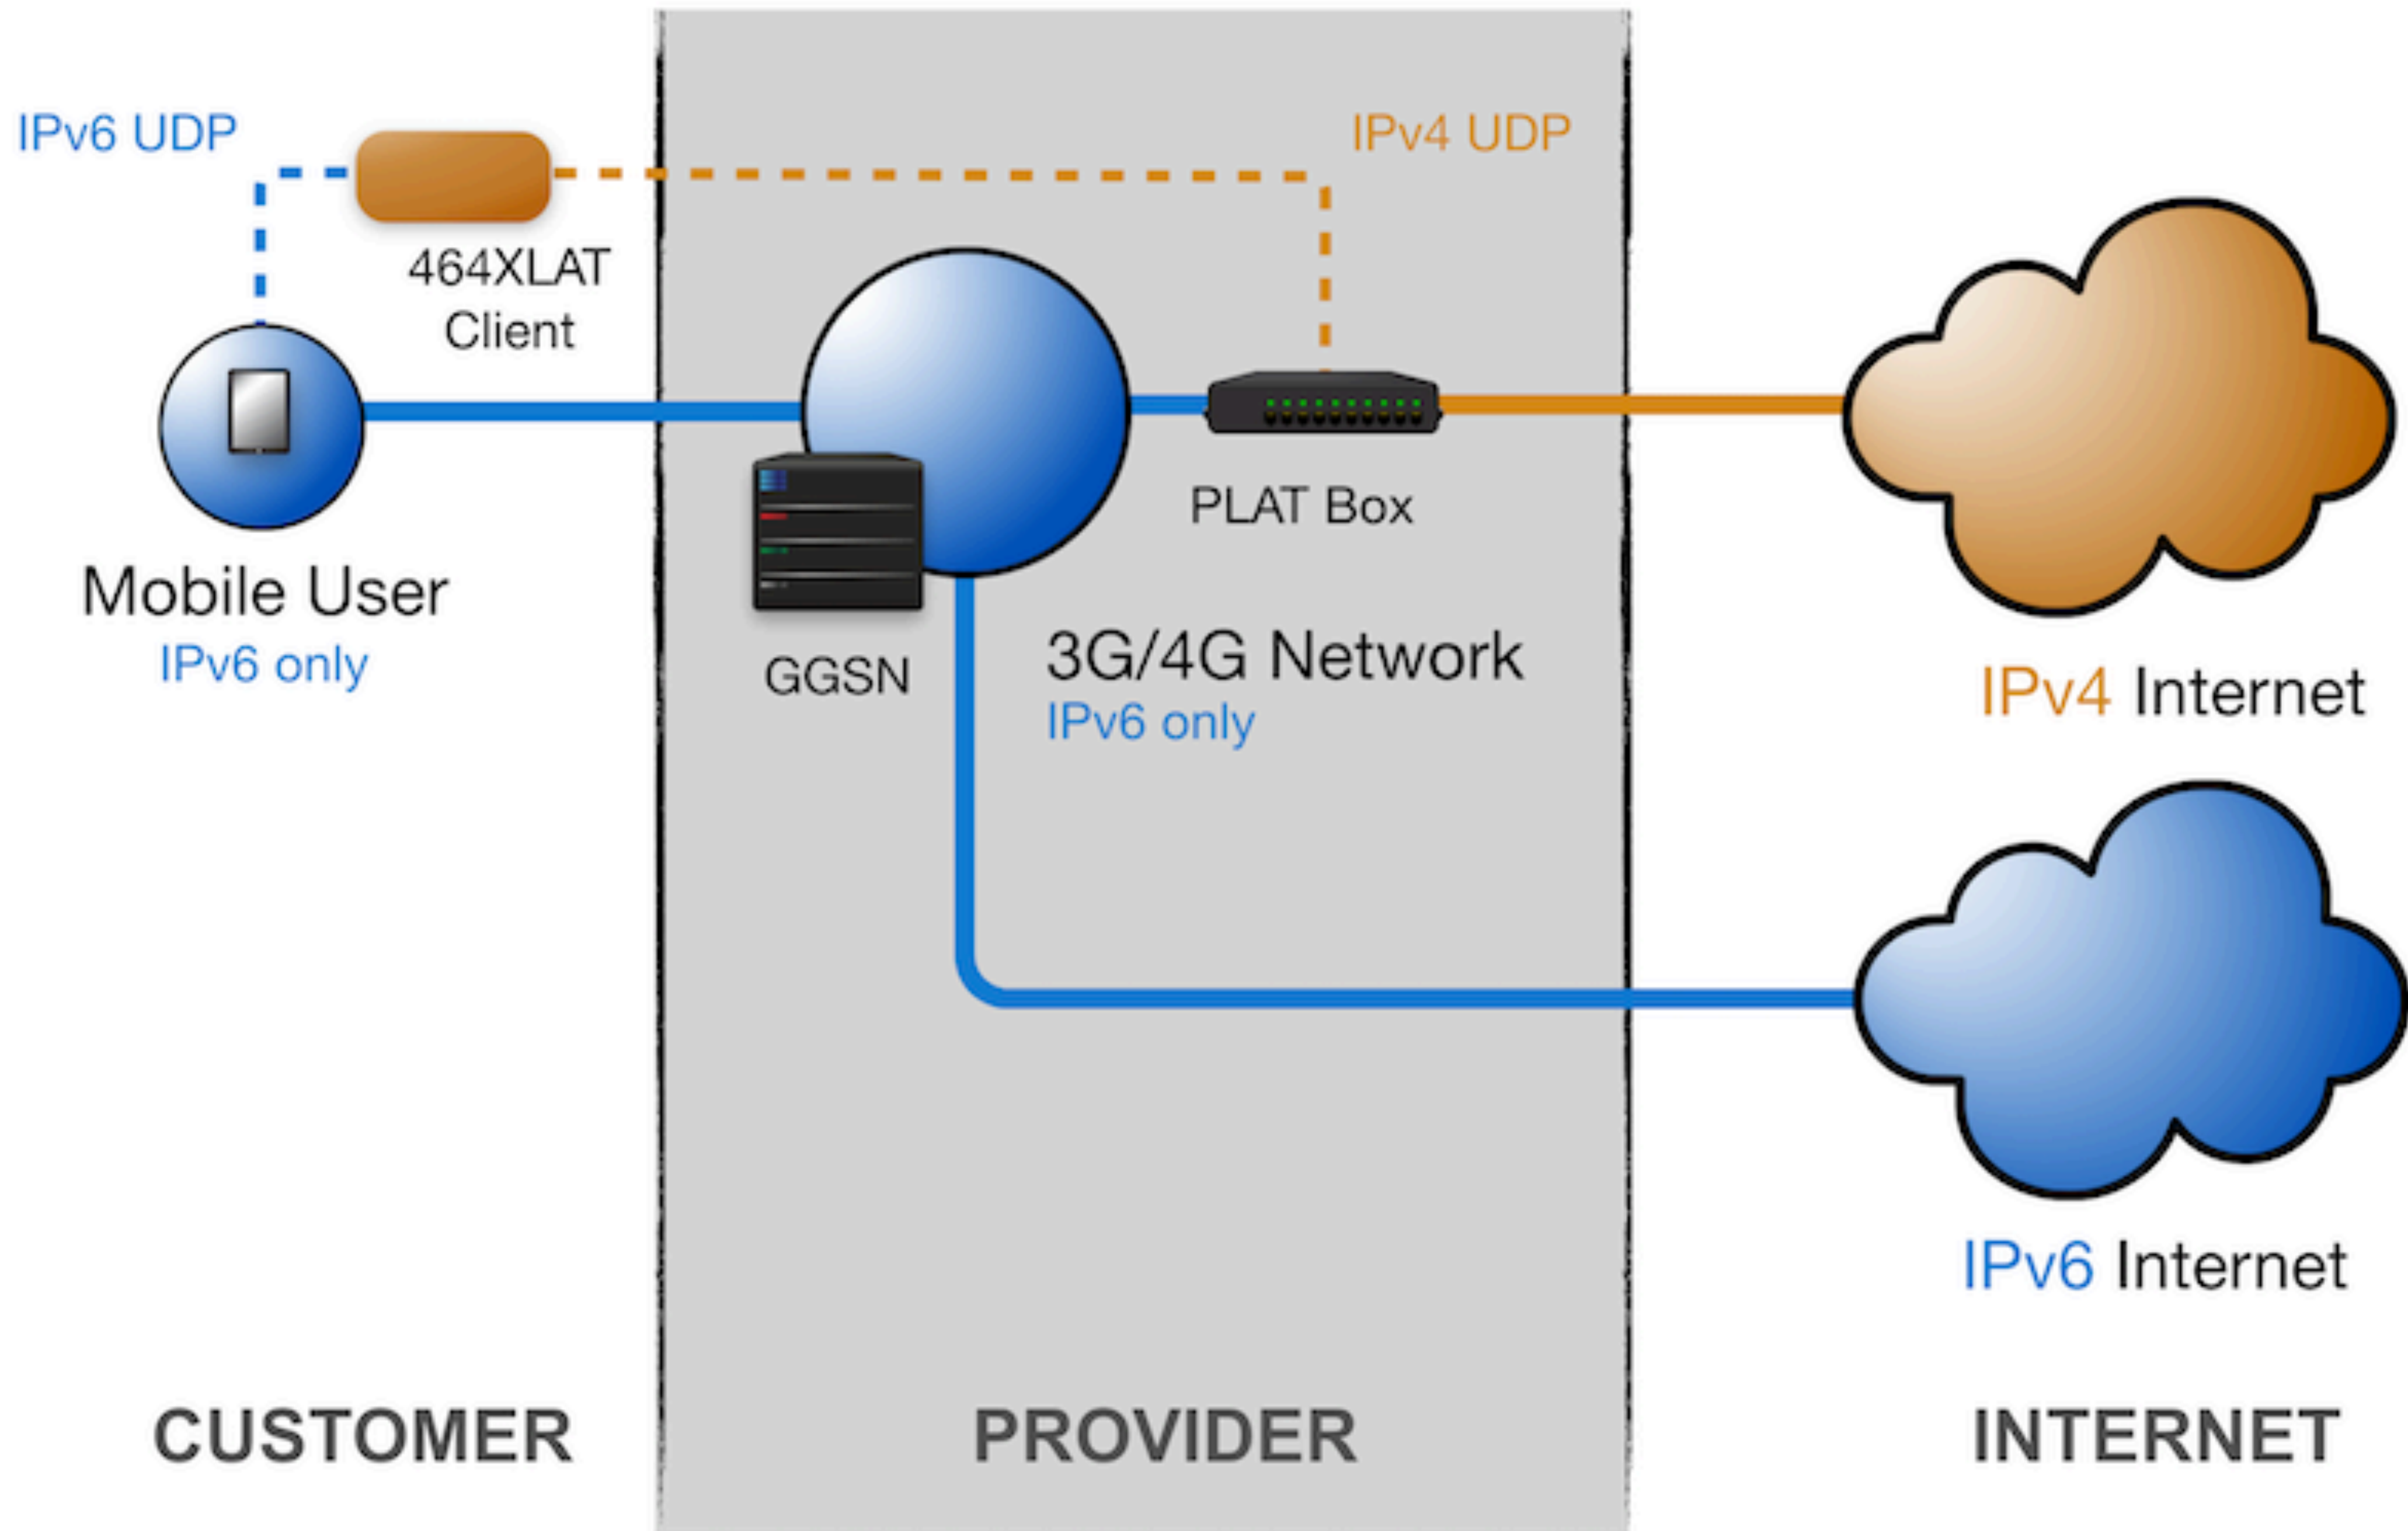 IPv6 UDP
IPv4 UDP
464XLAT
Client
PLAT Box
Mobile User
IPv6 only
GGSN
3G/4G Network
IPv6 only
IPv4 Internet
IPv6 Internet
CUSTOMER
PROVIDER
INTERNET